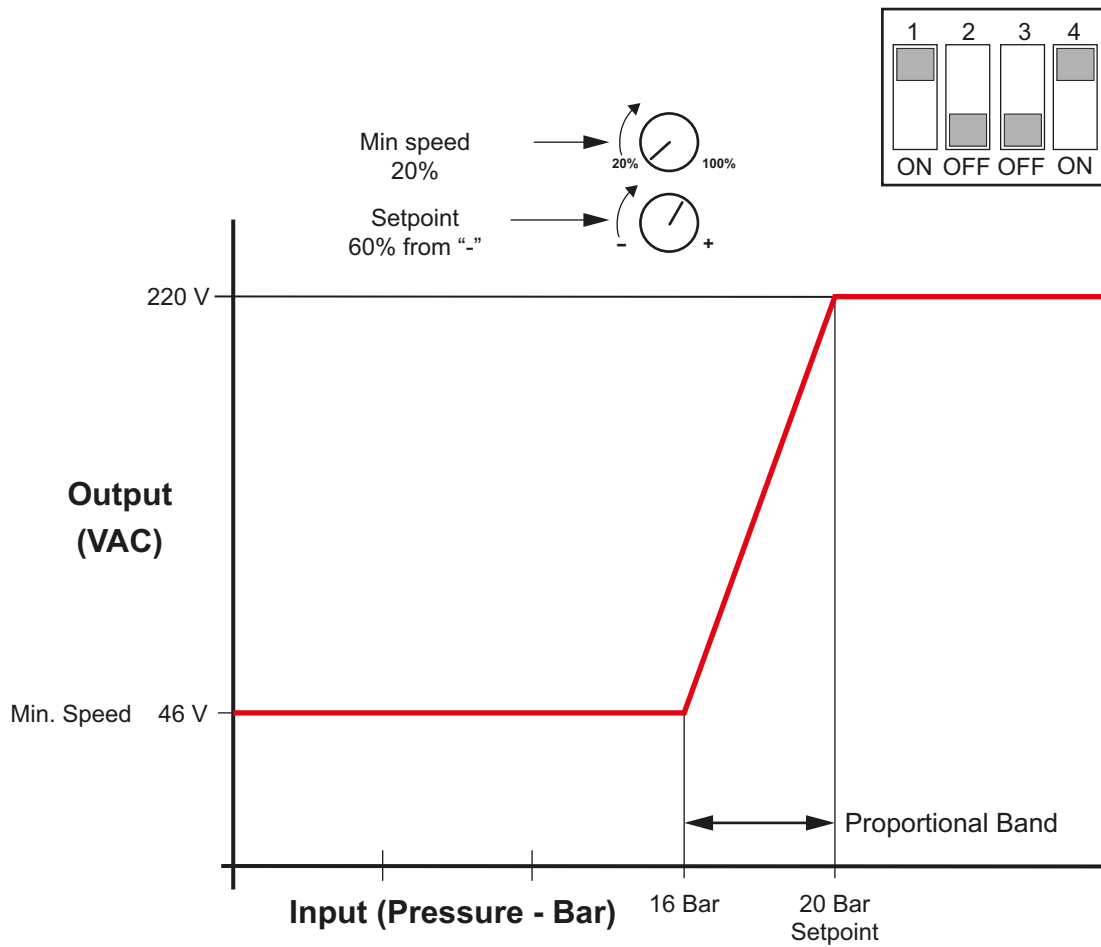 1 2 3 4
ON OFF OFF ON
Min speed
20%
20% 100%
Setpoint
60% from “-”
– +
220 V
Output
(VAC)
Min. Speed 46 V
Proportional Band
Input (Pressure - Bar)
16 Bar
20 Bar
Setpoint